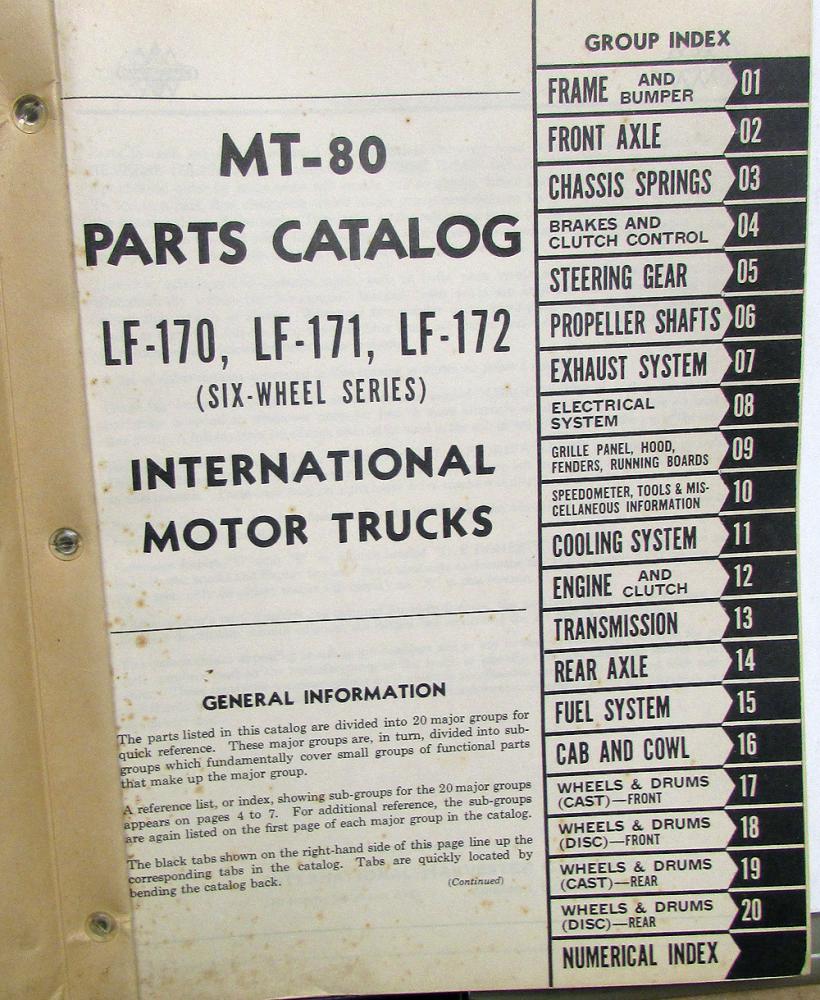 MT-80
PARTS CATALOG
LF-170, LF-171, LF-172
(SIX-WHEEL SERIES)
INTERNATIONAL
MOTOR TRUCKS
GENERAL INFORMATION
The parts listed in this catalog are divided into 20 major groups for
quick reference. These major groups are, in turn, divided into sub-
groups which fundamentally cover small groups of functional parts
that make up the major group.
A reference list, or index, showing sub-groups for the 20 major groups
appears on pages 4 to 7. For additional reference, the sub-groups
are again listed on the first page of each major group in the catalog.
The black tabs shown on the right-hand side of this page line up the
corresponding tabs in the catalog. Tabs are quickly located by
bending the catalog back.
(Continued)
GROUP INDEX
FRAME AND BUMPER 01
FRONT AXLE 02
CHASSIS SPRINGS 03
BRAKES AND
CLUTCH CONTROL 04
STEERING GEAR 05
PROPELLER SHAFTS 06
EXHAUST SYSTEM 07
ELECTRICAL
SYSTEM 08
GRILLE PANEL, HOOD,
FENDERS, RUNNING BOARDS 09
SPEEDOMETER, TOOLS & MIS-
CELLANEOUS INFORMATION 10
COOLING SYSTEM 11
ENGINE AND CLUTCH 12
TRANSMISSION 13
REAR AXLE 14
FUEL SYSTEM 15
CAB AND COWL 16
WHEELS & DRUMS
(CAST)—FRONT 17
WHEELS & DRUMS
(DISC)—FRONT 18
WHEELS & DRUMS
(CAST)—REAR 19
WHEELS & DRUMS
(DISC)—REAR 20
NUMERICAL INDEX